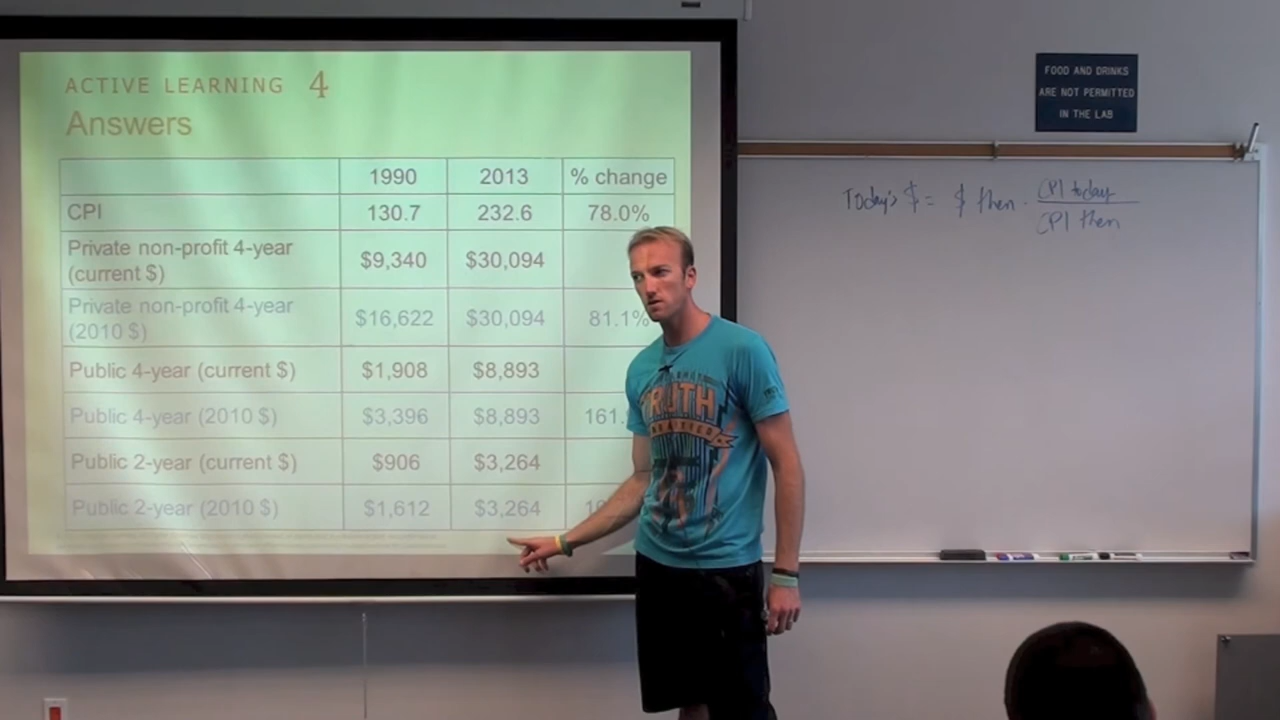 ACTIVE LEARNING 4
Answers
1990 2013 % change
CPI 130.7 232.6 78.0%
Private non-profit 4-year
(current $) $9,340 $30,094
Private non-profit 4-year
(2010 $) $16,622 $30,094 81.1%
Public 4-year (current $) $1,908 $8,893
Public 4-year (2010 $) $3,396 $8,893 161.
Public 2-year (current $) $906 $3,264
Public 2-year (2010 $) $1,612 $3,264 10
FOOD AND DRINKS
ARE NOT PERMITTED
IN THE LAB
Today's $ = $ then · CPI today
CPI then
TRUTH